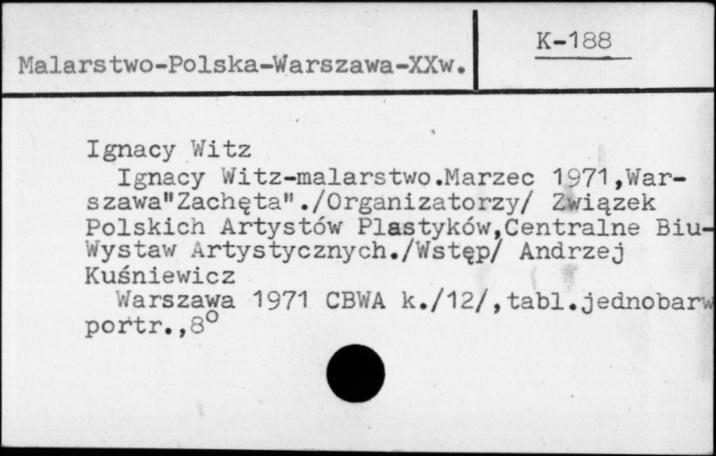 K-188
Malarstwo-Polska-Warszawa-XXw.
Ignacy Witz
Ignacy Witz-malarstwo.Marzec 1971,War-
szawa"Zachęta"./Organizatorzy/ Związek
Polskich Artystów Plastyków,Centralne Biu-
Wystaw Artystycznych./Wstęp/ Andrzej
Kuśniewicz
Warszawa 1971 CBWA k./12/,tabl.jednobarw
portr.,8°